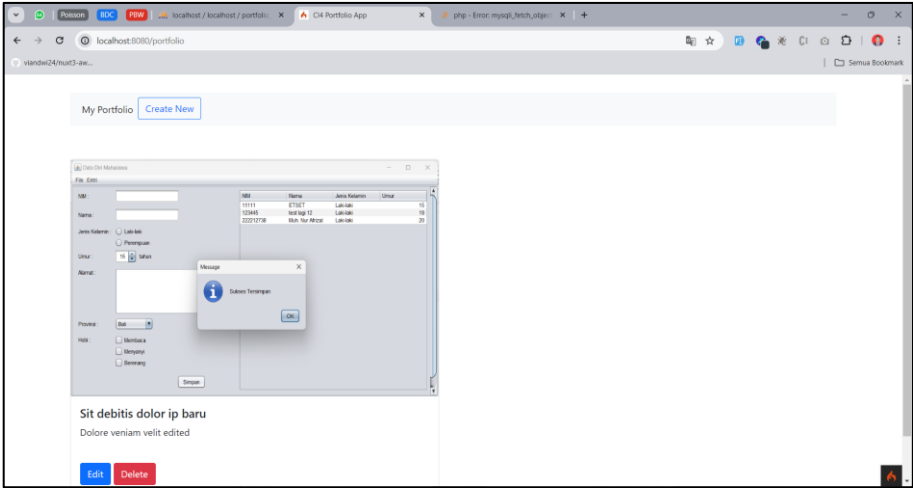 Poisson BDC PBW localhost / localhost / portfolio CI4 Portfolio App php - Error: mysqli_fetch_object
localhost:8080/portfolio
viandwi24/nuxt3-aw... Semua Bookmark
My Portfolio Create New
Data Diri Mahasiswa
File Edit
NIM : NIM Nama Jenis Kelamin Umur
11111 ETSET Laki-laki 15
123445 test lagi 12 Laki-laki 19
222212738 Muh. Nur Afrizal Laki-laki 20
Nama :
Jenis Kelamin : Laki-laki
Perempuan
Umur : 15 tahun
Alamat :
Message
Sukses Tersimpan
OK
Provinsi : Bali
Hobi : Membaca
Menyanyi
Berenang
Simpan
Sit debitis dolor ip baru
Dolore veniam velit edited
Edit Delete